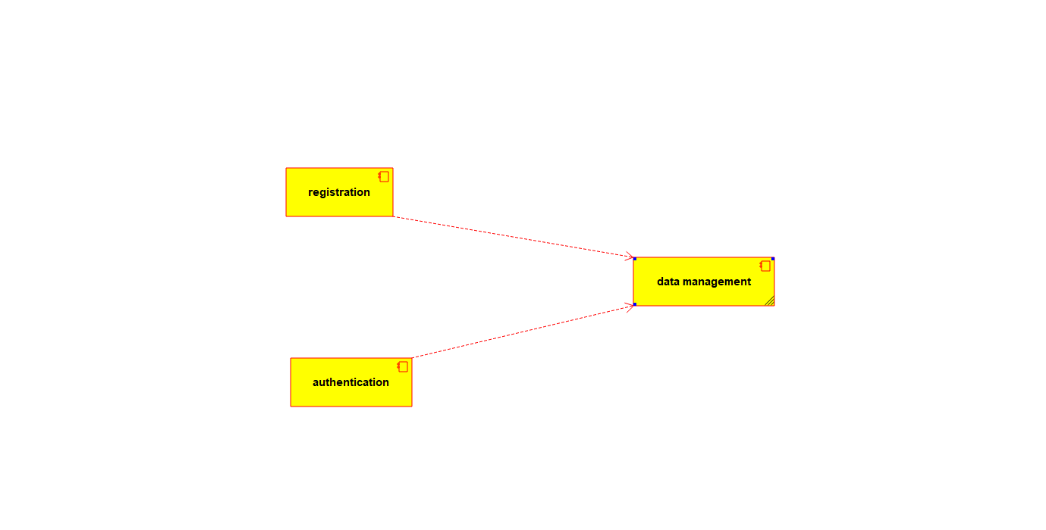 registration
data management
authentication